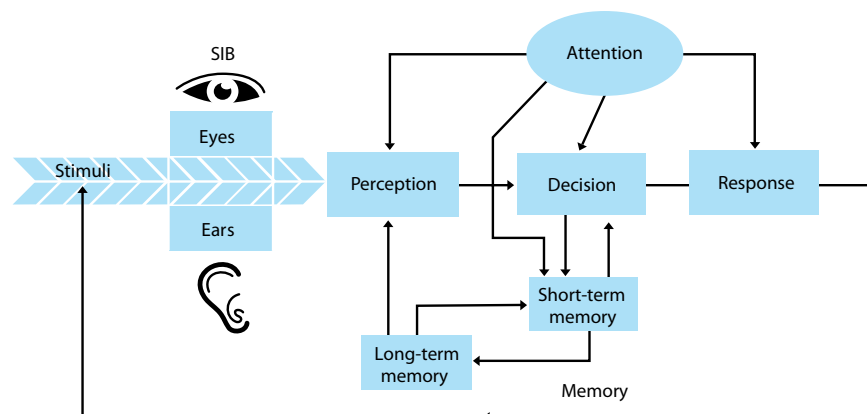 SIB
Attention
Eyes
Stimuli
Perception
Decision
Response
Ears
Short-term
memory
Long-term
memory
Memory